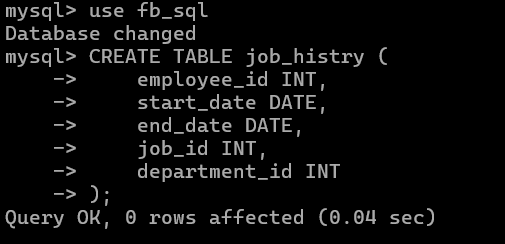 mysql> use fb_sql
Database changed
mysql> CREATE TABLE job_histry (
    ->     employee_id INT,
    ->     start_date DATE,
    ->     end_date DATE,
    ->     job_id INT,
    ->     department_id INT
    -> );
Query OK, 0 rows affected (0.04 sec)